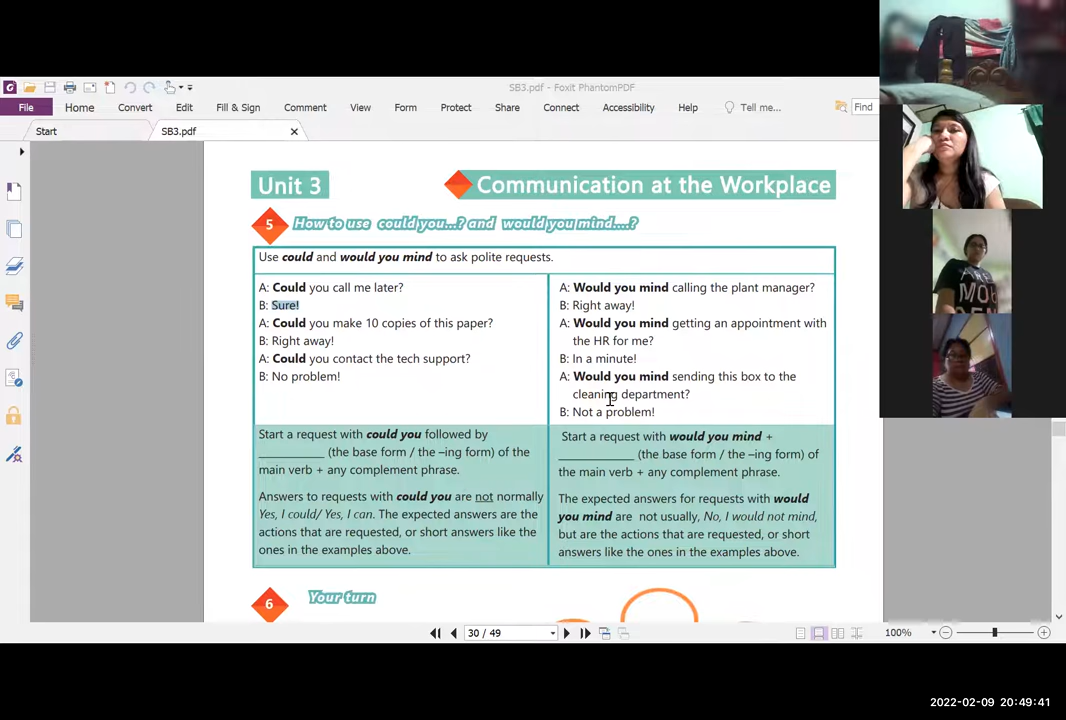 SB3.pdf - Foxit PhantomPDF
File Home Convert Edit Fill & Sign Comment View Form Protect Share Connect Accessibility Help Tell me... Find
Start SB3.pdf
Unit 3 Communication at the Workplace
5 How to use could you...? and would you mind....?
Use could and would you mind to ask polite requests.
A: Could you call me later?
B: Sure!
A: Could you make 10 copies of this paper?
B: Right away!
A: Could you contact the tech support?
B: No problem!
A: Would you mind calling the plant manager?
B: Right away!
A: Would you mind getting an appointment with
the HR for me?
B: In a minute!
A: Would you mind sending this box to the
cleaning department?
B: Not a problem!
Start a request with could you followed by
____________ (the base form / the –ing form) of the
main verb + any complement phrase.
Answers to requests with could you are not normally
Yes, I could/ Yes, I can. The expected answers are the
actions that are requested, or short answers like the
ones in the examples above.
Start a request with would you mind +
______________ (the base form / the –ing form) of
the main verb + any complement phrase.
The expected answers for requests with would
you mind are not usually, No, I would not mind,
but are the actions that are requested, or short
answers like the ones in the examples above.
6 Your turn
30 / 49
100%
2022-02-09 20:49:41